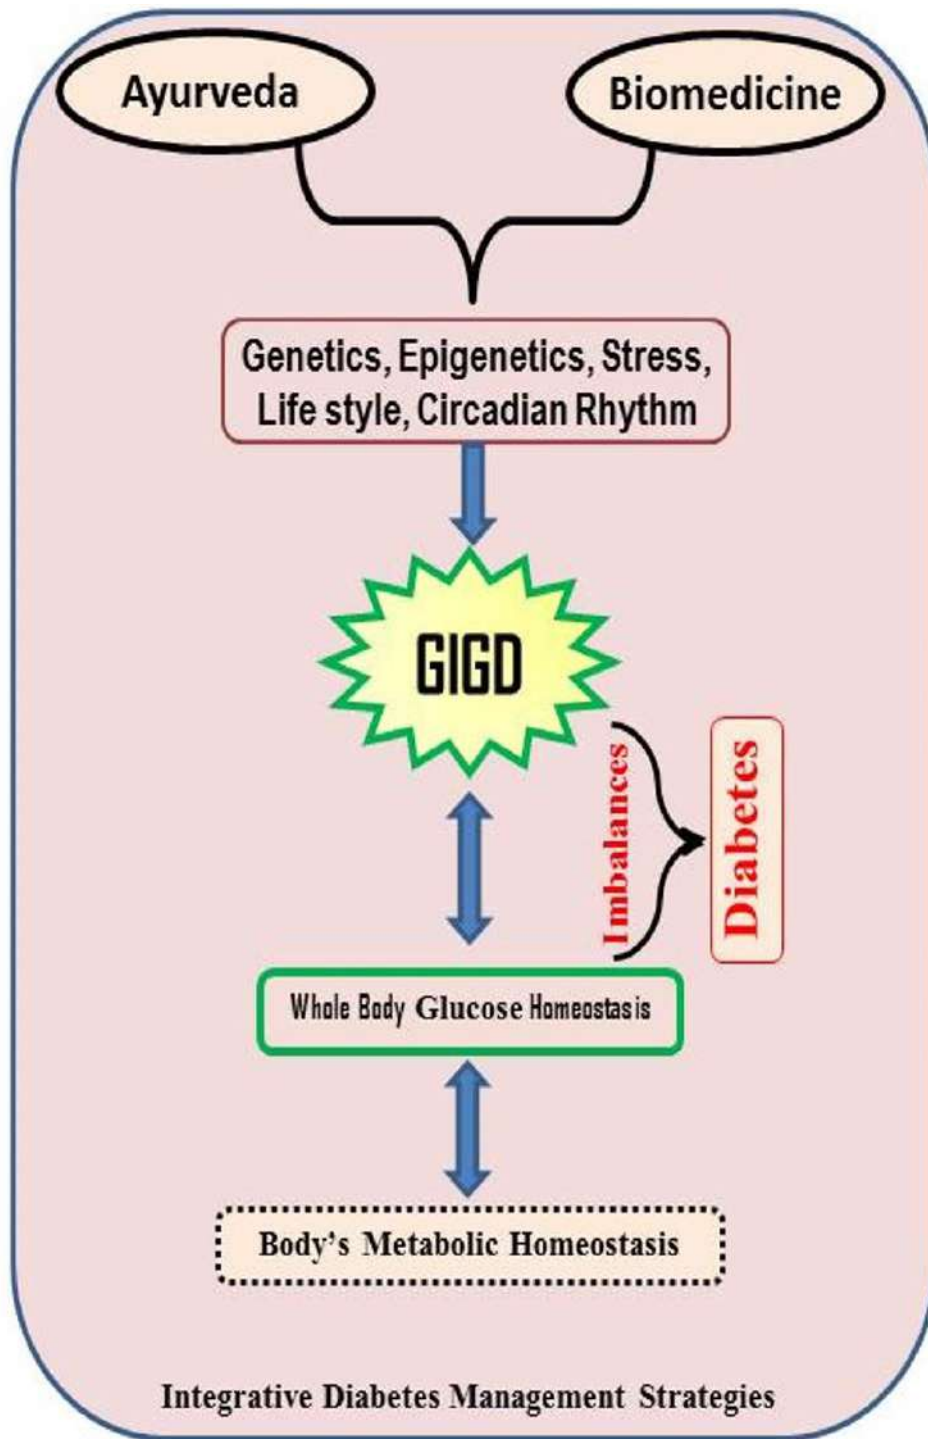 Ayurveda
Biomedicine
Genetics, Epigenetics, Stress,
Life style, Circadian Rhythm
GIGD
Imbalances
Diabetes
Whole Body Glucose Homeostasis
Body's Metabolic Homeostasis
Integrative Diabetes Management Strategies